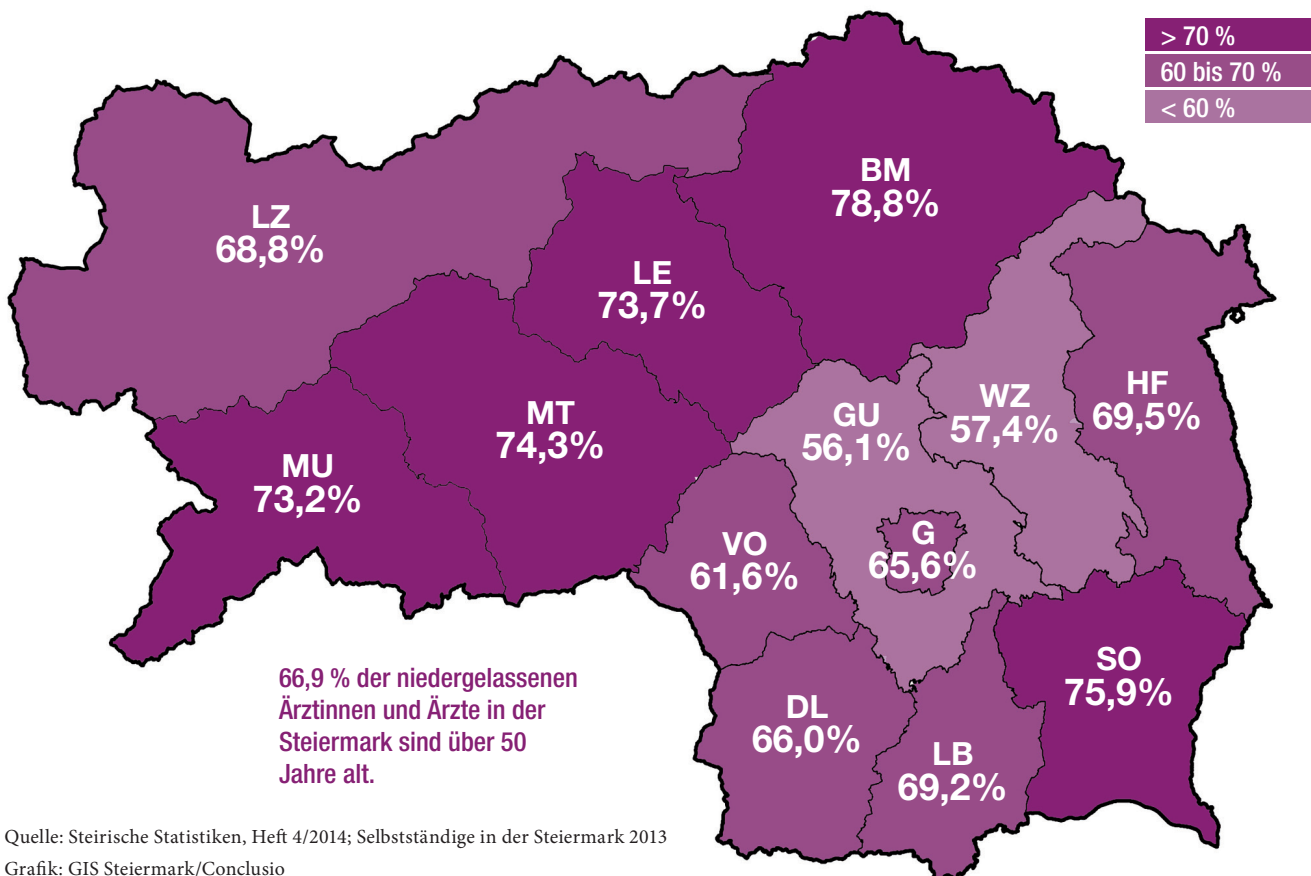 > 70 %
60 bis 70 %
< 60 %
BM
78,8%
LZ
68,8%
LE
73,7%
HF
69,5%
WZ
57,4%
MT
74,3%
GU
56,1%
MU
73,2%
G
65,6%
VO
61,6%
SO
75,9%
DL
66,0%
LB
69,2%
66,9 % der niedergelassenen
Ärztinnen und Ärzte in der
Steiermark sind über 50
Jahre alt.
Quelle: Steirische Statistiken, Heft 4/2014; Selbstständige in der Steiermark 2013
Grafik: GIS Steiermark/Conclusio